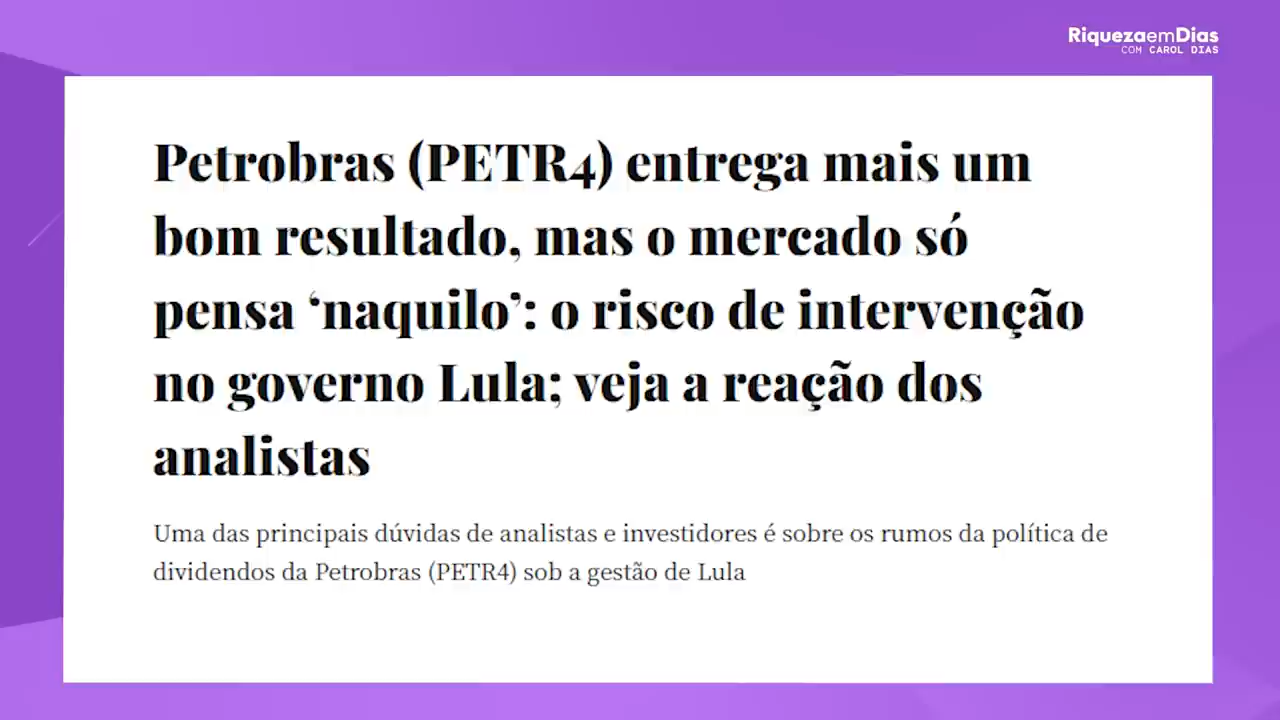 RiquezaemDias
COM CAROL DIAS
Petrobras (PETR4) entrega mais um
bom resultado, mas o mercado só
pensa ‘naquilo’: o risco de intervenção
no governo Lula; veja a reação dos
analistas
Uma das principais dúvidas de analistas e investidores é sobre os rumos da política de
dividendos da Petrobras (PETR4) sob a gestão de Lula